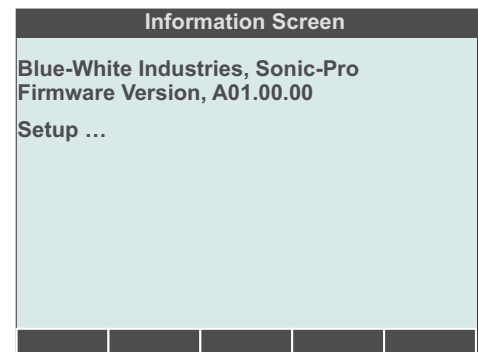 Information Screen
Blue-White Industries, Sonic-Pro
Firmware Version, A01.00.00
Setup …